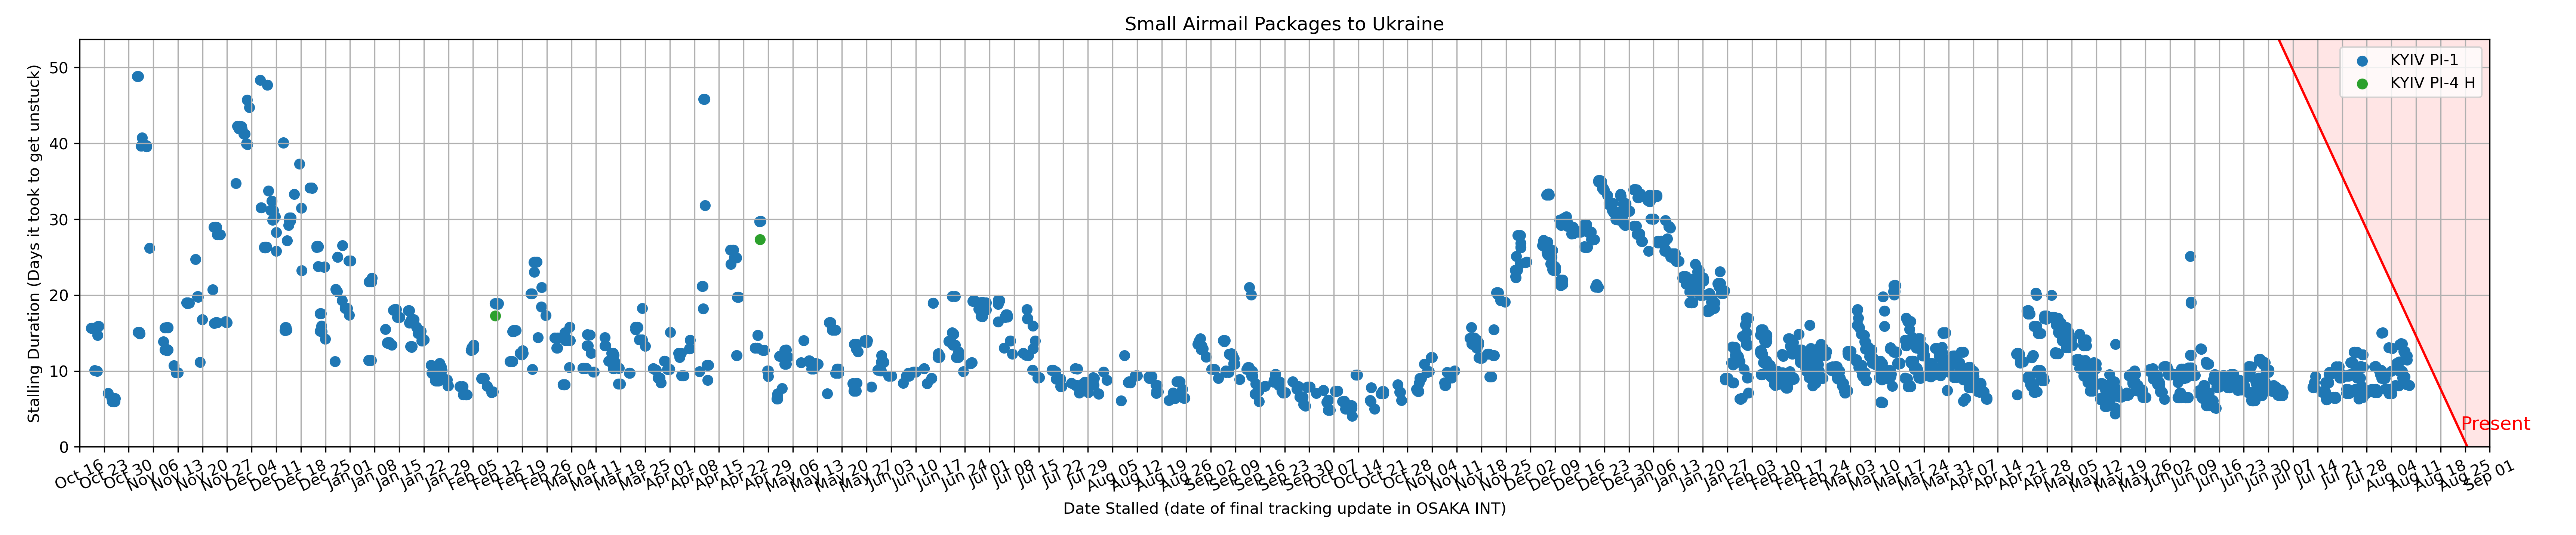 Small Airmail Packages to Ukraine
KYIV PI-1
KYIV PI-4 H
Stalling Duration (Days it took to get unstuck)
50
40
30
20
10
0
Present
Oct 16
Oct 23
Oct 30
Nov 06
Nov 13
Nov 20
Nov 27
Dec 04
Dec 11
Dec 18
Dec 25
Jan 01
Jan 08
Jan 15
Jan 22
Jan 29
Feb 05
Feb 12
Feb 19
Feb 26
Mar 04
Mar 11
Mar 18
Mar 25
Apr 01
Apr 08
Apr 15
Apr 22
Apr 29
May 06
May 13
May 20
May 27
Jun 03
Jun 10
Jun 17
Jun 24
Jul 01
Jul 08
Jul 15
Jul 22
Jul 29
Aug 05
Aug 12
Aug 19
Aug 26
Sep 02
Sep 09
Sep 16
Sep 23
Sep 30
Oct 07
Oct 14
Oct 21
Oct 28
Nov 04
Nov 11
Nov 18
Nov 25
Dec 02
Dec 09
Dec 16
Dec 23
Dec 30
Jan 06
Jan 13
Jan 20
Jan 27
Feb 03
Feb 10
Feb 17
Feb 24
Mar 03
Mar 10
Mar 17
Mar 24
Mar 31
Apr 07
Apr 14
Apr 21
Apr 28
May 05
May 12
May 19
May 26
Jun 02
Jun 09
Jun 16
Jun 23
Jun 30
Jul 07
Jul 14
Jul 21
Jul 28
Aug 04
Aug 11
Aug 18
Aug 25
Sep 01
Date Stalled (date of final tracking update in OSAKA INT)